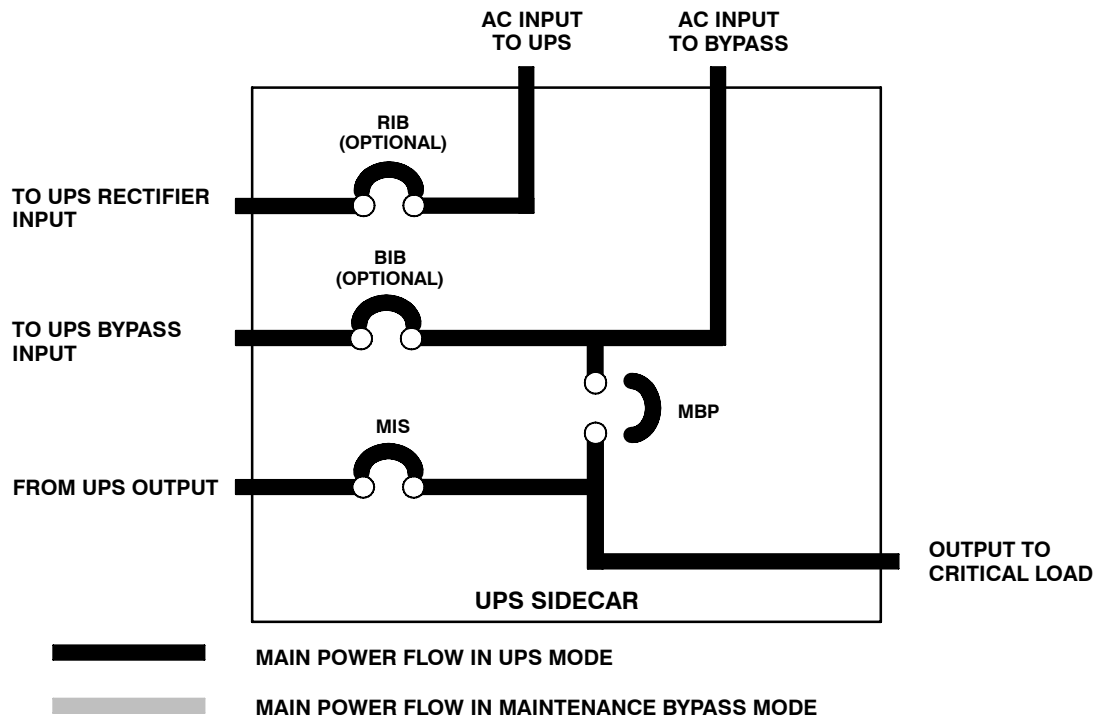 AC INPUT
TO UPS
AC INPUT
TO BYPASS
RIB
(OPTIONAL)
TO UPS RECTIFIER
INPUT
BIB
(OPTIONAL)
TO UPS BYPASS
INPUT
MBP
MIS
FROM UPS OUTPUT
OUTPUT TO
CRITICAL LOAD
UPS SIDECAR
MAIN POWER FLOW IN UPS MODE
MAIN POWER FLOW IN MAINTENANCE BYPASS MODE